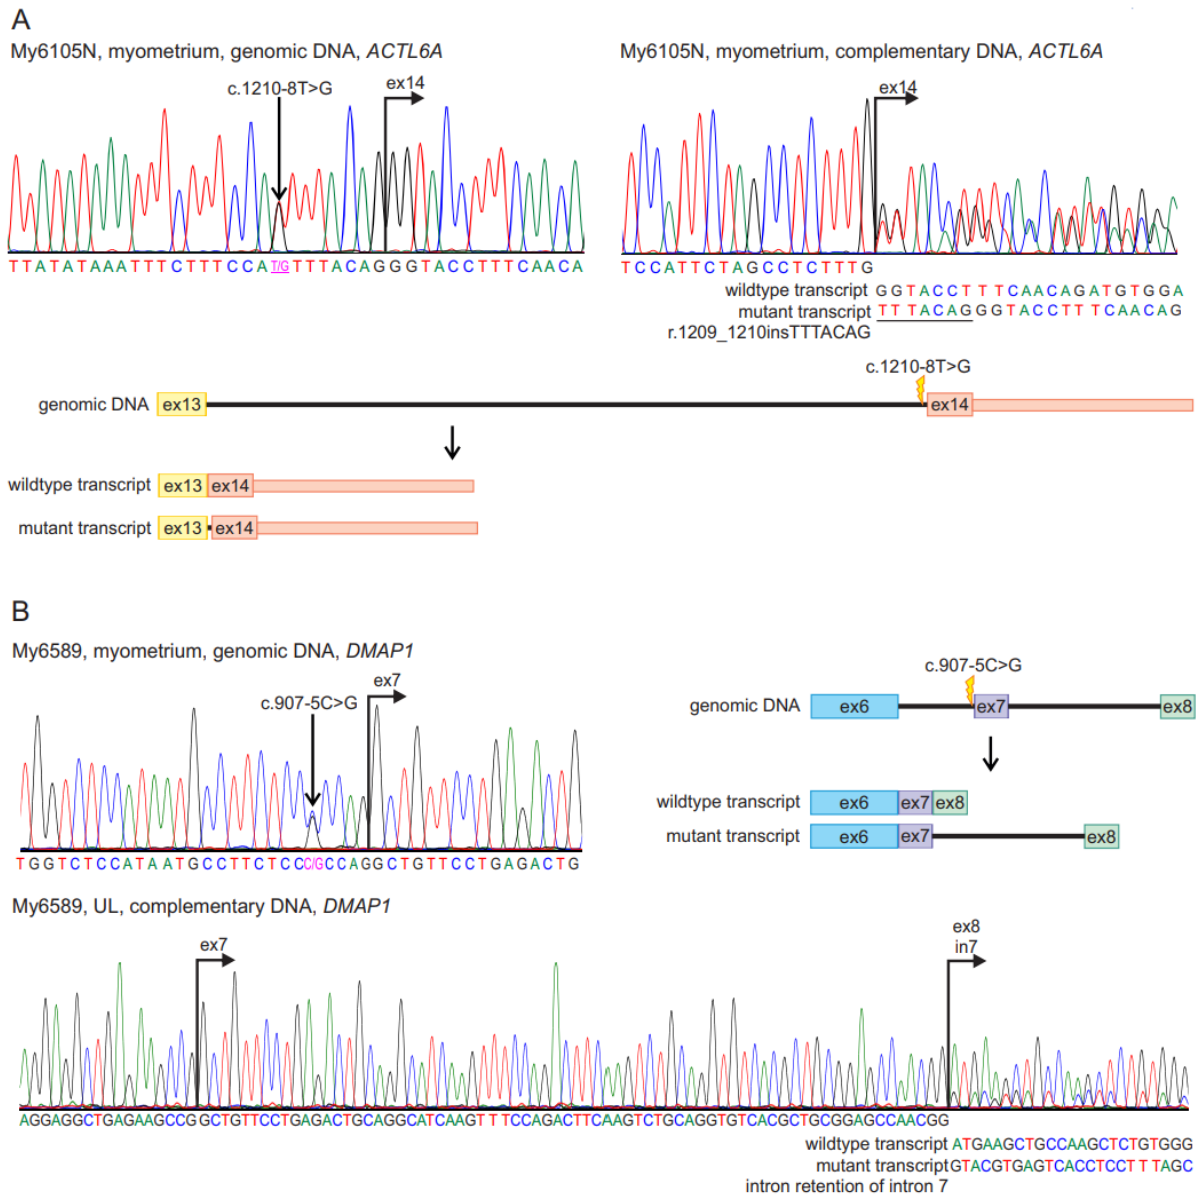 A
My6105N, myometrium, genomic DNA, ACTL6A
c.1210-8T>G
ex14
TTATATAAATTTCTTTCCAT/GTTTACAGGGTACCTTTCAACA
My6105N, myometrium, complementary DNA, ACTL6A
ex14
TCCATTCTAGCCTCTTTG
wildtype transcript GGTACCTTTCAACAGATGTGGA
mutant transcript TTTACAGGGTACCTTTCAACAG
r.1209_1210insTTTACAG
c.1210-8T>G
genomic DNA ex13 ex14
wildtype transcript ex13 ex14
mutant transcript ex13 ex14
B
My6589, myometrium, genomic DNA, DMAP1
c.907-5C>G
ex7
TGGTCTCCATAATGCCTTCTCCC/GCCAGGCTGTTCCTGAGACTG
c.907-5C>G
genomic DNA ex6 ex7 ex8
wildtype transcript ex6 ex7 ex8
mutant transcript ex6 ex7 ex8
My6589, UL, complementary DNA, DMAP1
ex7
ex8
in7
AGGAGGCTGAGAAGCCGGCTGTTCCTGAGACTGCAGGCATCAAGTTTCCAGACTTCAAGTCTGCAGGTGTCACGCTGCGGAGCCAACGG
wildtype transcript ATGAAGCTGCCAAGCTCTGTGGG
mutant transcript GTACGTGAGTCACCTCCTTTAGC
intron retention of intron 7